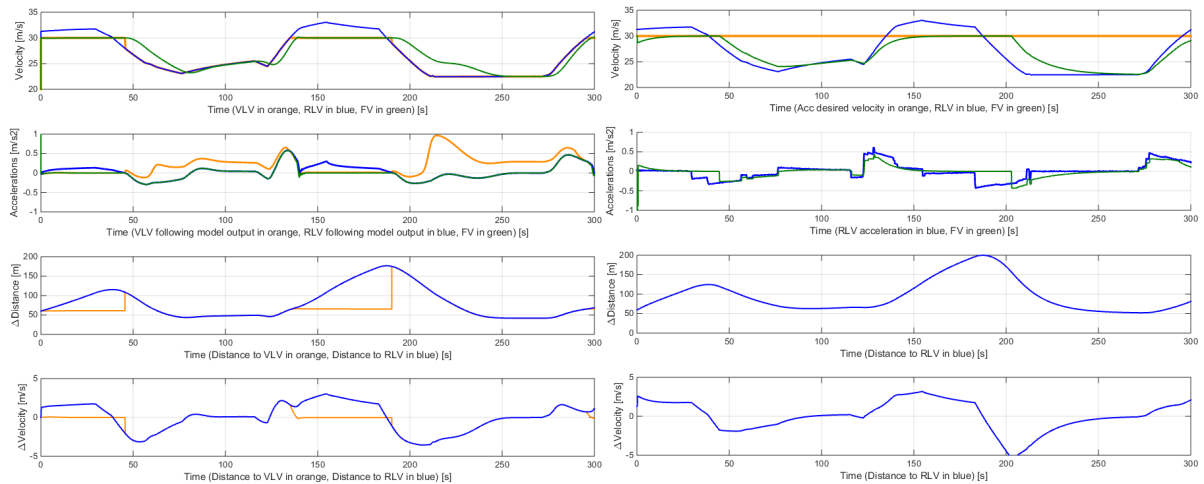 Velocity [m/s]
35
30
25
20
0 50 100 150 200 250 300
Time (VLV in orange, RLV in blue, FV in green) [s]
Accelerations [m/s2]
1
0.5
0
-0.5
-1
0 50 100 150 200 250 300
Time (VLV following model output in orange, RLV following model output in blue, FV in green) [s]
ΔDistance [m]
200
150
100
50
0
0 50 100 150 200 250 300
Time (Distance to VLV in orange, Distance to RLV in blue) [s]
ΔVelocity [m/s]
5
0
-5
0 50 100 150 200 250 300
Time (Distance to VLV in orange, Distance to RLV in blue) [s]
Velocity [m/s]
35
30
25
20
0 50 100 150 200 250 300
Time (Acc desired velocity in orange, RLV in blue, FV in green) [s]
Accelerations [m/s2]
1
0.5
0
-0.5
-1
0 50 100 150 200 250 300
Time (RLV acceleration in blue, FV in green) [s]
ΔDistance [m]
200
150
100
50
0
0 50 100 150 200 250 300
Time (Distance to RLV in blue) [s]
ΔVelocity [m/s]
5
0
-5
0 50 100 150 200 250 300
Time (Distance to RLV in blue) [s]